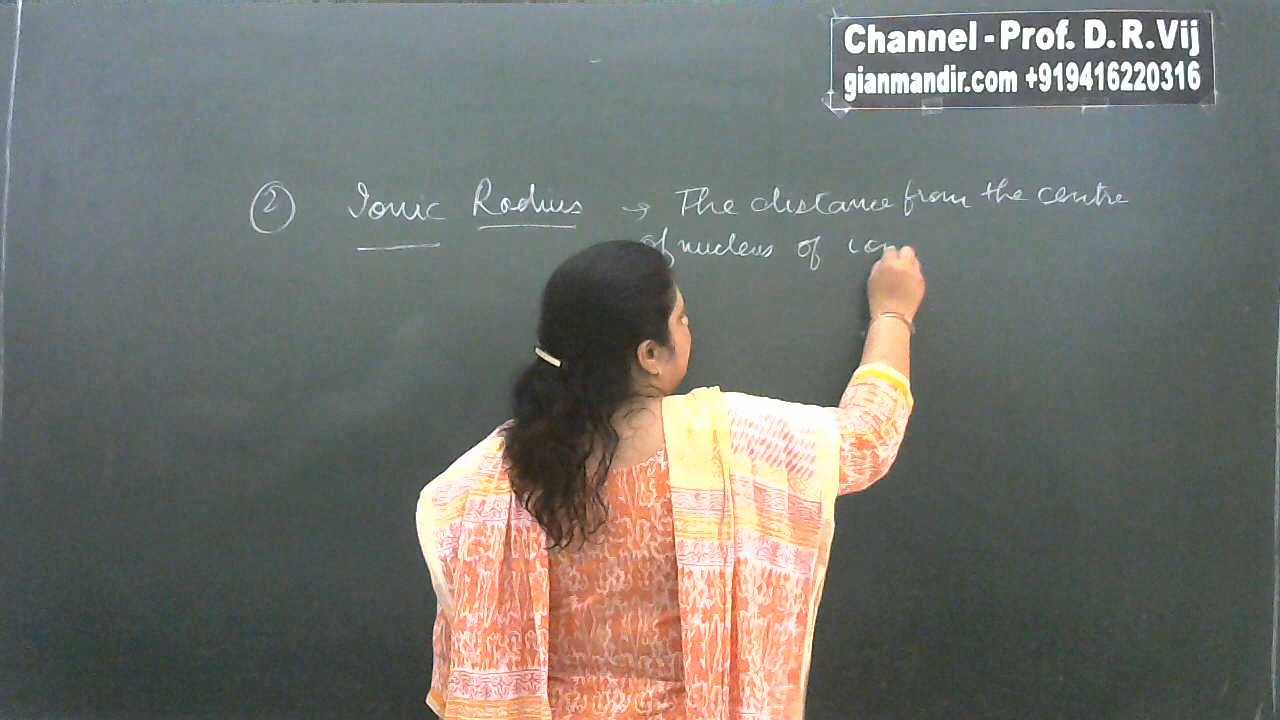 Channel - Prof. D. R. Vij
gianmandir.com +919416220316
② Ionic Radius → The distance from the centre
of nucleus of ion